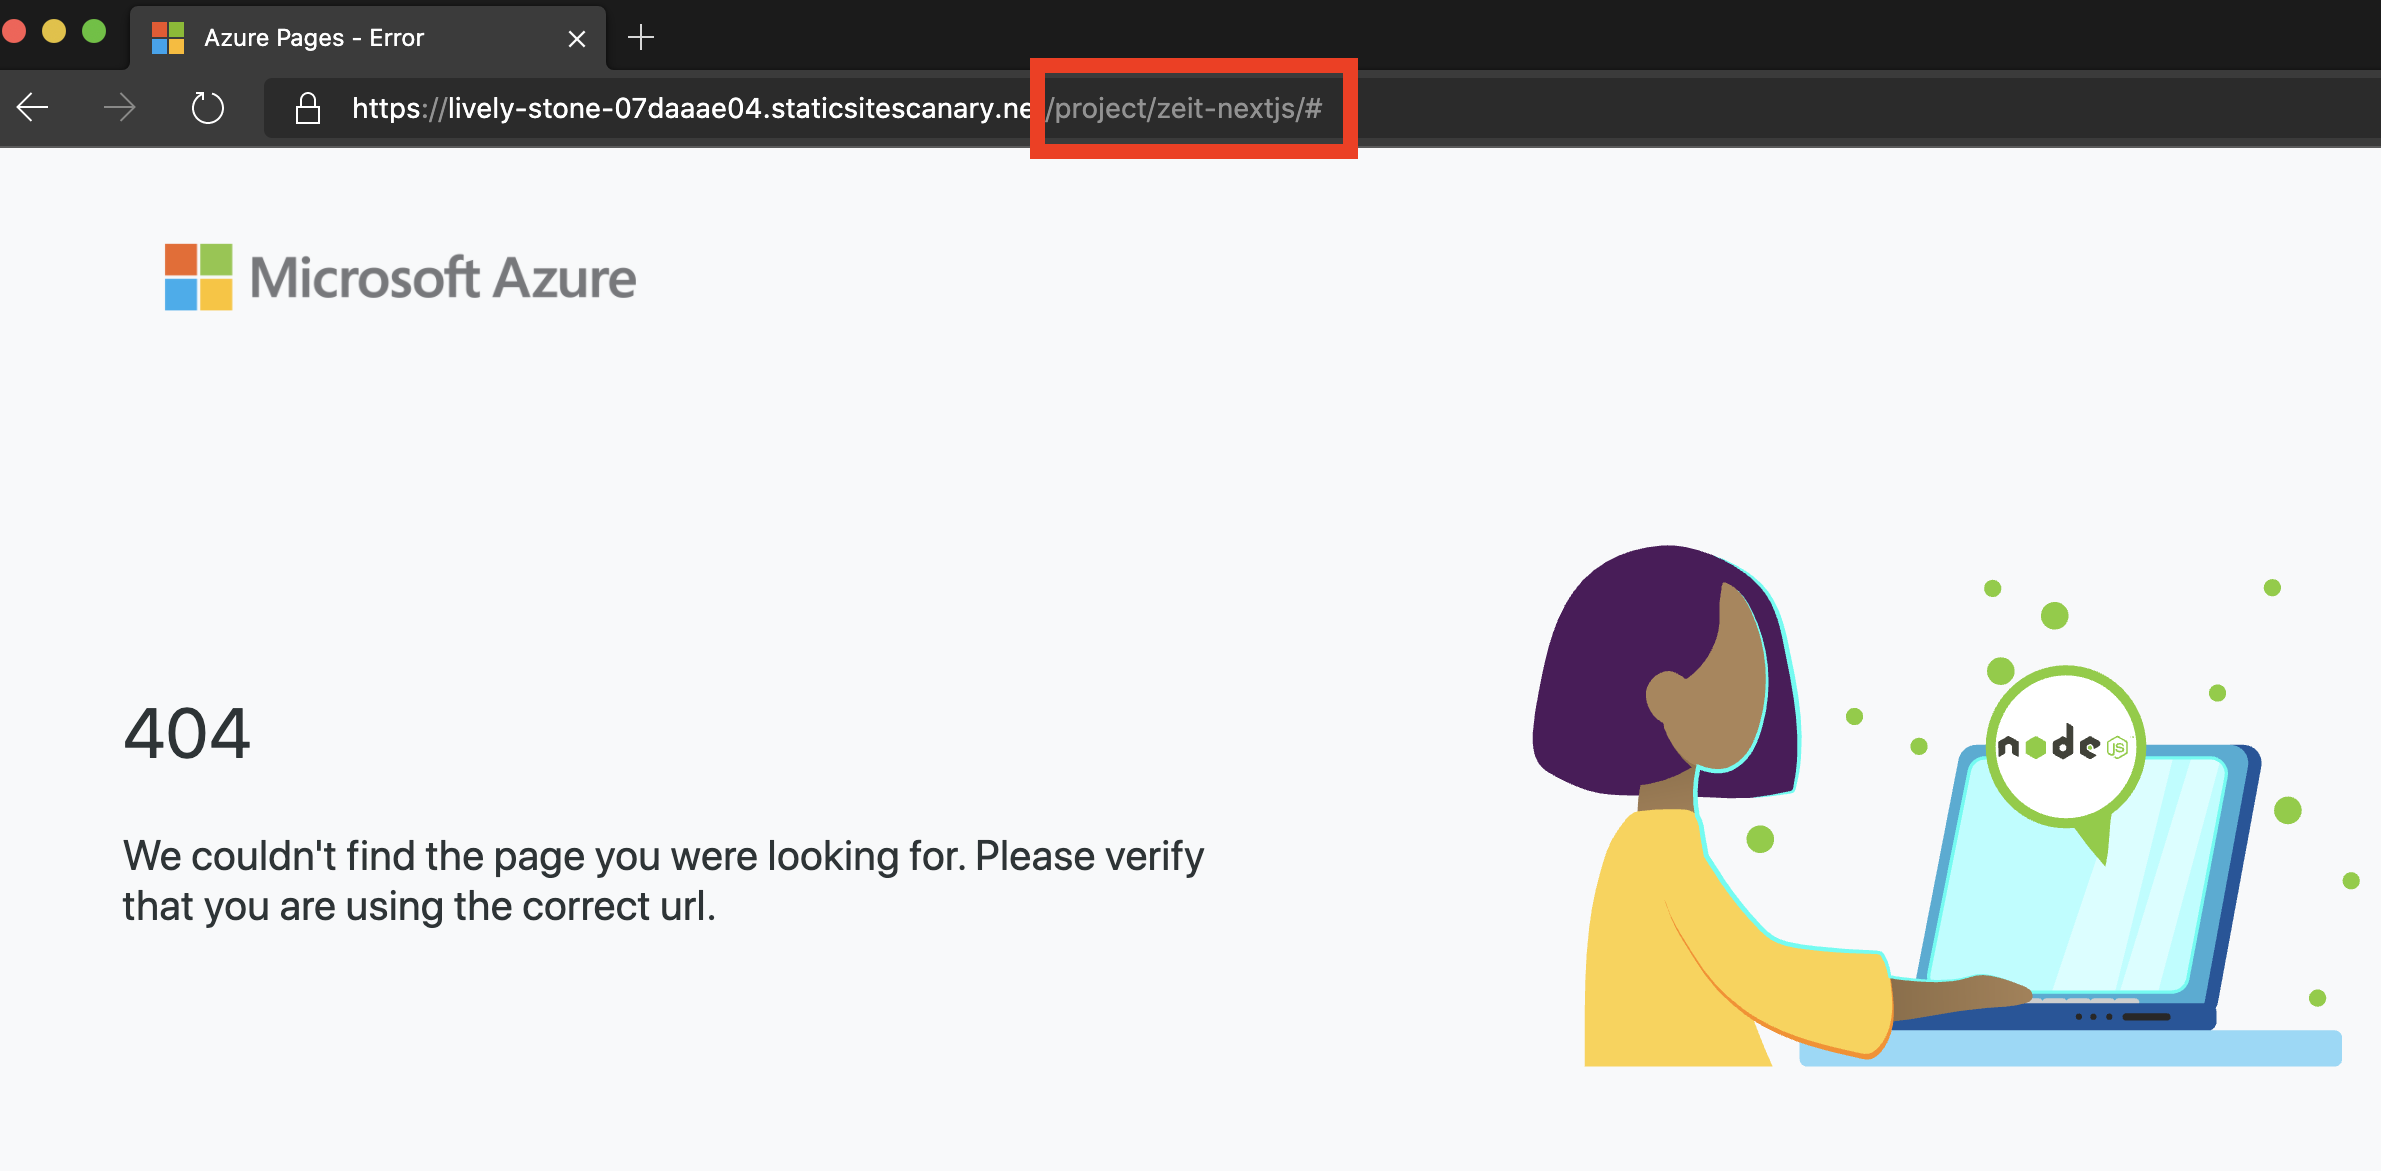 Azure Pages - Error
https://lively-stone-07daaae04.staticsitescanary.ne/project/zeit-nextjs/#
Microsoft Azure
404
We couldn't find the page you were looking for. Please verify
that you are using the correct url.
node JS